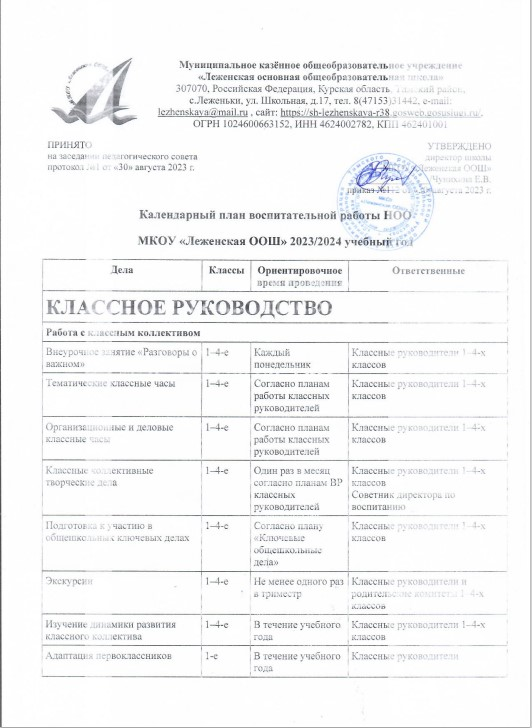 Муниципальное казённое общеобразовательное учреждение
«Леженская основная общеобразовательная школа»
307070, Российская Федерация, Курская область, Тимский район,
с.Леженьки, ул. Школьная, д.17, тел. 8(47153)31442, e-mail:
lezhenskaya@mail.ru , сайт: https://sh-lezhenskaya-r38.gosweb.gosuslugi.ru/.
ОГРН 1024600663152, ИНН 4624002782, КПП 462401001
ПРИНЯТО
на заседании педагогического совета
протокол №1 от «30» августа 2023 г.
УТВЕРЖДЕНО
директор школы
«Леженская ООШ»
Е.В.
приказ августа 2023 г.
Календарный план воспитательной работы НОО
МКОУ «Леженская ООШ» 2023/2024 учебный год
Дела Классы Ориентировочное Ответственные
время проведения
КЛАССНОЕ РУКОВОДСТВО
Работа с классным коллективом
Внеурочное занятие «Разговоры о 1–4-е Каждый Классные руководители 1–4-х
важном» понедельник классов
Тематические классные часы 1–4-е Согласно планам Классные руководители 1–4-х
работы классных классов
руководителей
Организационные и деловые 1–4-е Согласно планам Классные руководители 1–4-х
классные часы работы классных классов
руководителей
Классные коллективные 1–4-е Один раз в месяц Классные руководители 1–4-х
творческие дела согласно планам ВР классов
классных Советник директора по
руководителей воспитанию
Подготовка к участию в 1–4-е Согласно плану Классные руководители 1–4-х
общешкольных ключевых делах «Ключевые классов
общешкольные
дела»
Экскурсии 1–4-е Не менее одного раз Классные руководители и
в триместр родительские комитеты 1–4-х
классов
Изучение динамики развития 1–4-е В течение учебного Классные руководители 1–4-х
классного коллектива года классов
Адаптация первоклассников 1-е В течение учебного Классные руководители
года